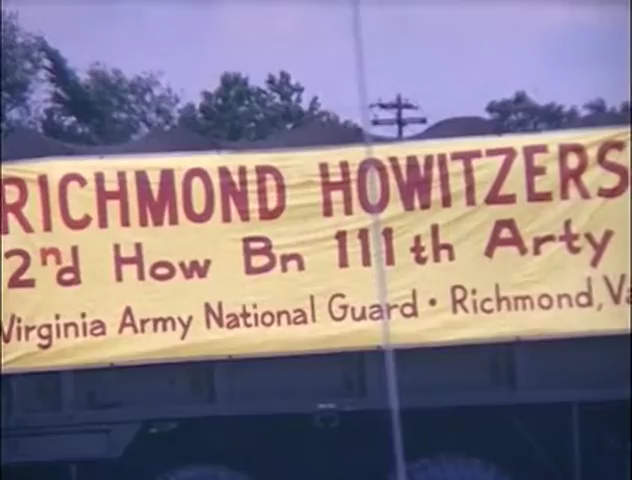 RICHMOND HOWITZERS
2nd How Bn 111th Arty
Virginia Army National Guard • Richmond, Va